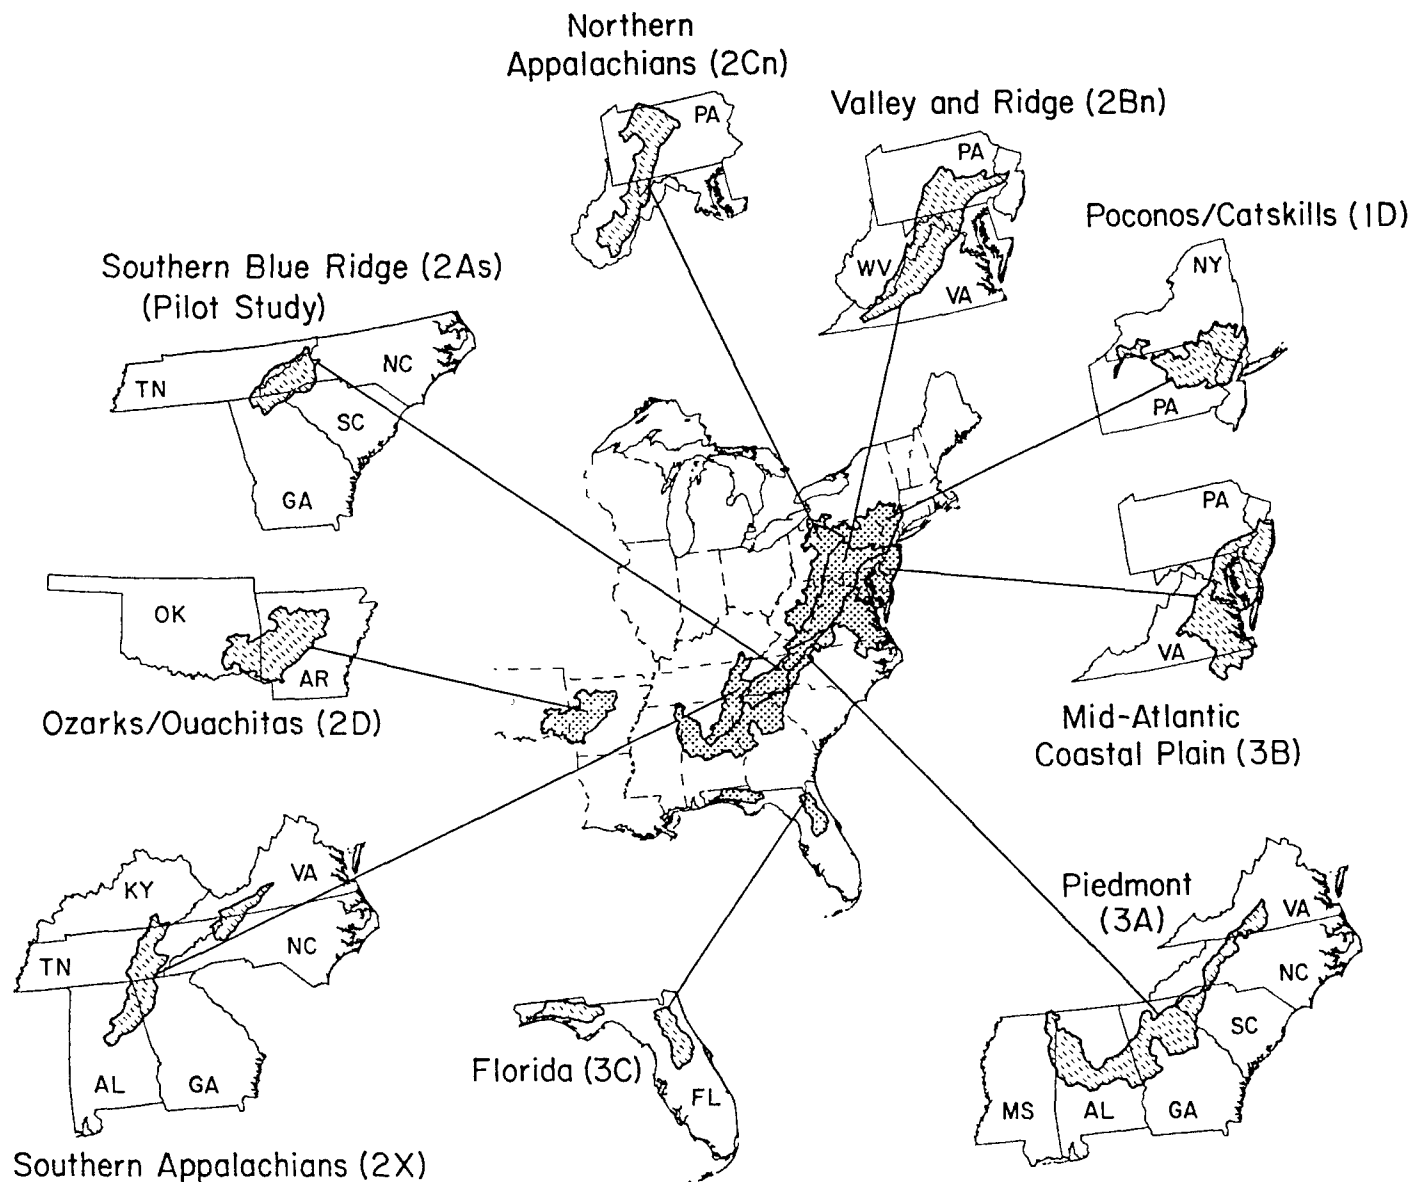 Northern
Appalachians (2Cn)
PA
Valley and Ridge (2Bn)
PA
WV
VA
Poconos/Catskills (1D)
NY
PA
Southern Blue Ridge (2As)
(Pilot Study)
TN
NC
SC
GA
OK
AR
Ozarks/Ouachitas (2D)
PA
VA
Mid-Atlantic
Coastal Plain (3B)
KY
VA
TN
NC
AL
GA
Southern Appalachians (2X)
Florida (3C)
FL
Piedmont
(3A)
VA
NC
SC
MS
AL
GA